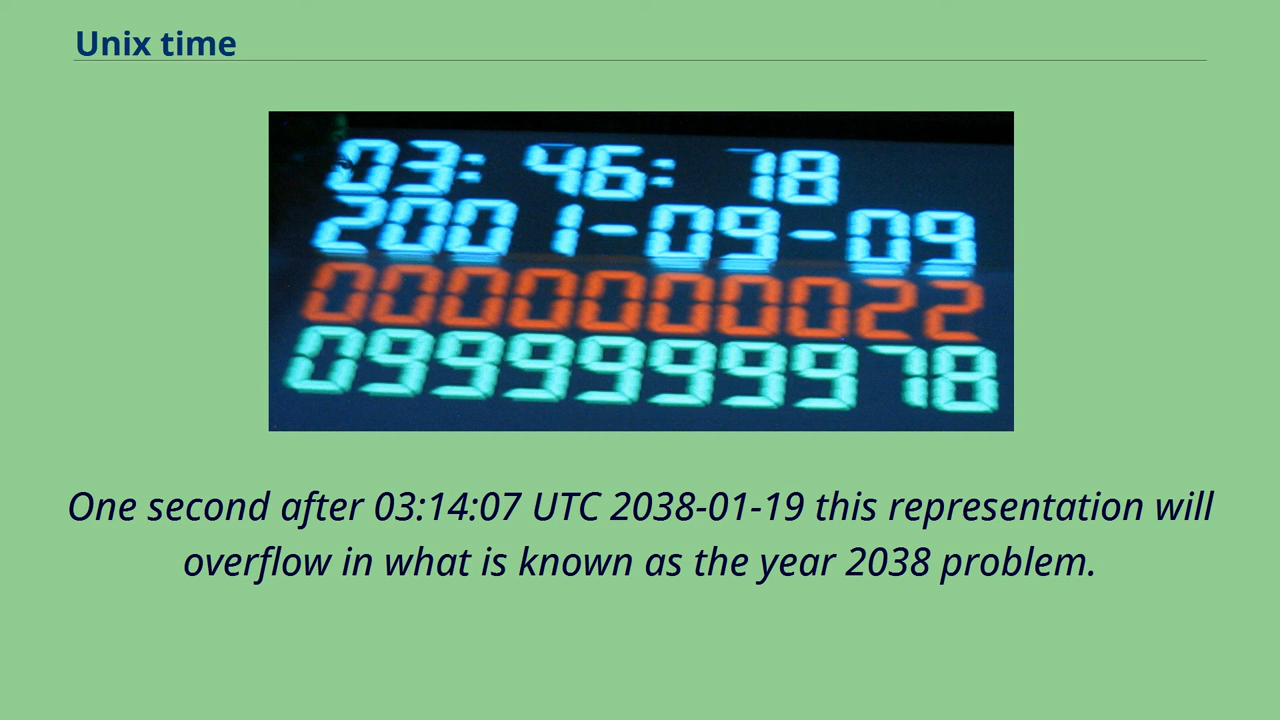 Unix time
03: 46: 18
2001-09-09
0000000022
0999999978
One second after 03:14:07 UTC 2038-01-19 this representation will
overflow in what is known as the year 2038 problem.